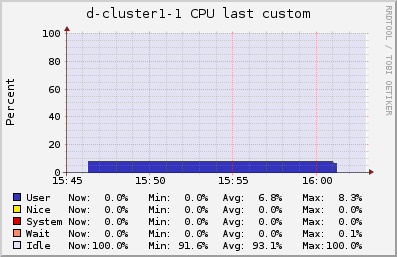 d-cluster1-1 CPU last custom
RRDTOOL / TOBI OETIKER
Percent
100
80
60
40
20
0
15:45 15:50 15:55 16:00
User Now: 0.0% Min: 0.0% Avg: 6.8% Max: 8.3%
Nice Now: 0.0% Min: 0.0% Avg: 0.0% Max: 0.0%
System Now: 0.0% Min: 0.0% Avg: 0.0% Max: 0.0%
Wait Now: 0.0% Min: 0.0% Avg: 0.0% Max: 0.1%
Idle Now:100.0% Min: 91.6% Avg: 93.1% Max:100.0%